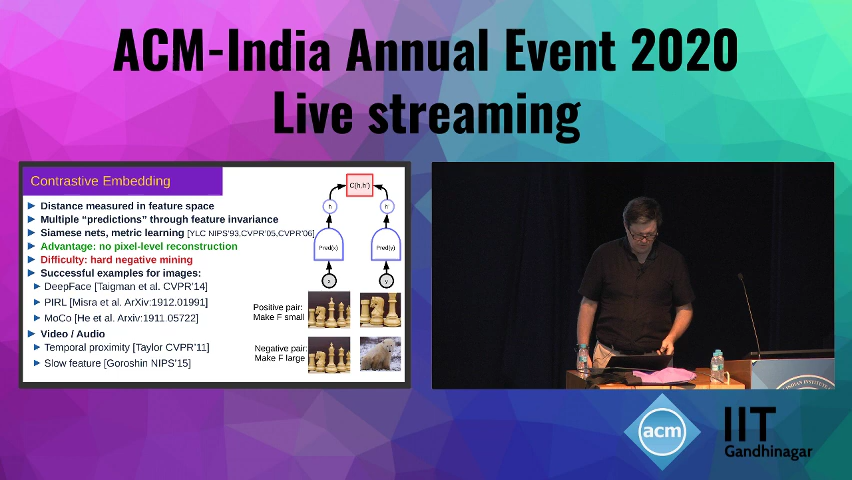 ACM-India Annual Event 2020
Live streaming
Contrastive Embedding
Distance measured in feature space
Multiple “predictions” through feature invariance
Siamese nets, metric learning [YLC NIPS'93,CVPR'05,CVPR'06]
Advantage: no pixel-level reconstruction
Difficulty: hard negative mining
Successful examples for images:
DeepFace [Taigman et al. CVPR'14]
PIRL [Misra et al. ArXiv:1912.01991]
MoCo [He et al. Arxiv:1911.05722]
Video / Audio
Temporal proximity [Taylor CVPR'11]
Slow feature [Goroshin NIPS'15]
C(h,h')
h
h'
Pred(x)
Pred(y)
x
y
Positive pair:
Make F small
Negative pair:
Make F large
INDIAN INSTITUTE
acm
IIT
Gandhinagar